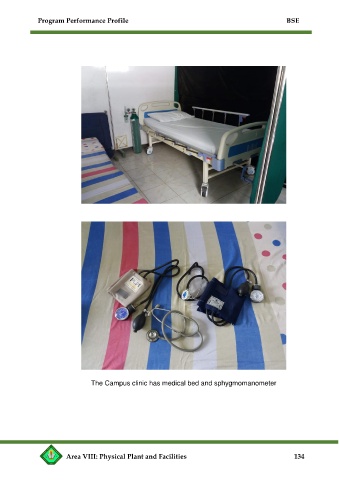 Program Performance Profile BSE
The Campus clinic has medical bed and sphygmomanometer
Area VIII: Physical Plant and Facilities 134